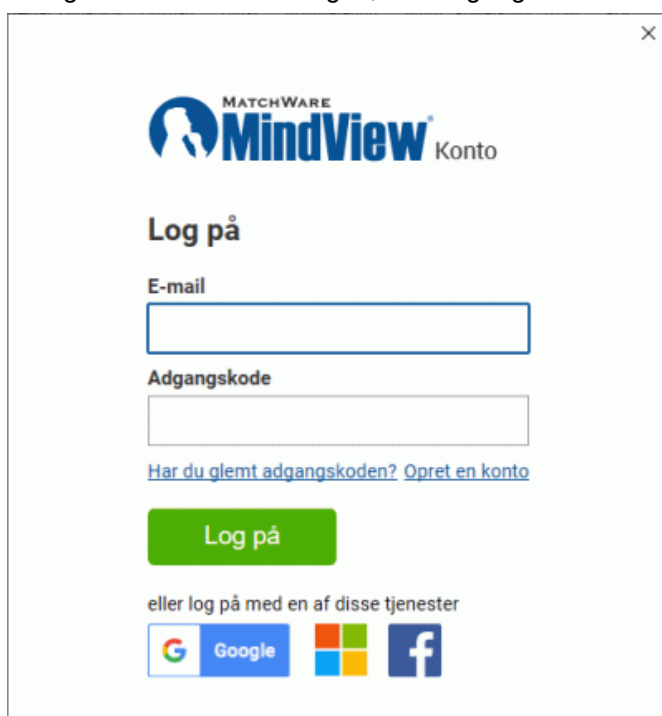 MATCHWARE
MindView® Konto
Log på
E-mail
Adgangskode
Har du glemt adgangskoden? Opret en konto
Log på
eller log på med en af disse tjenester
G Google f